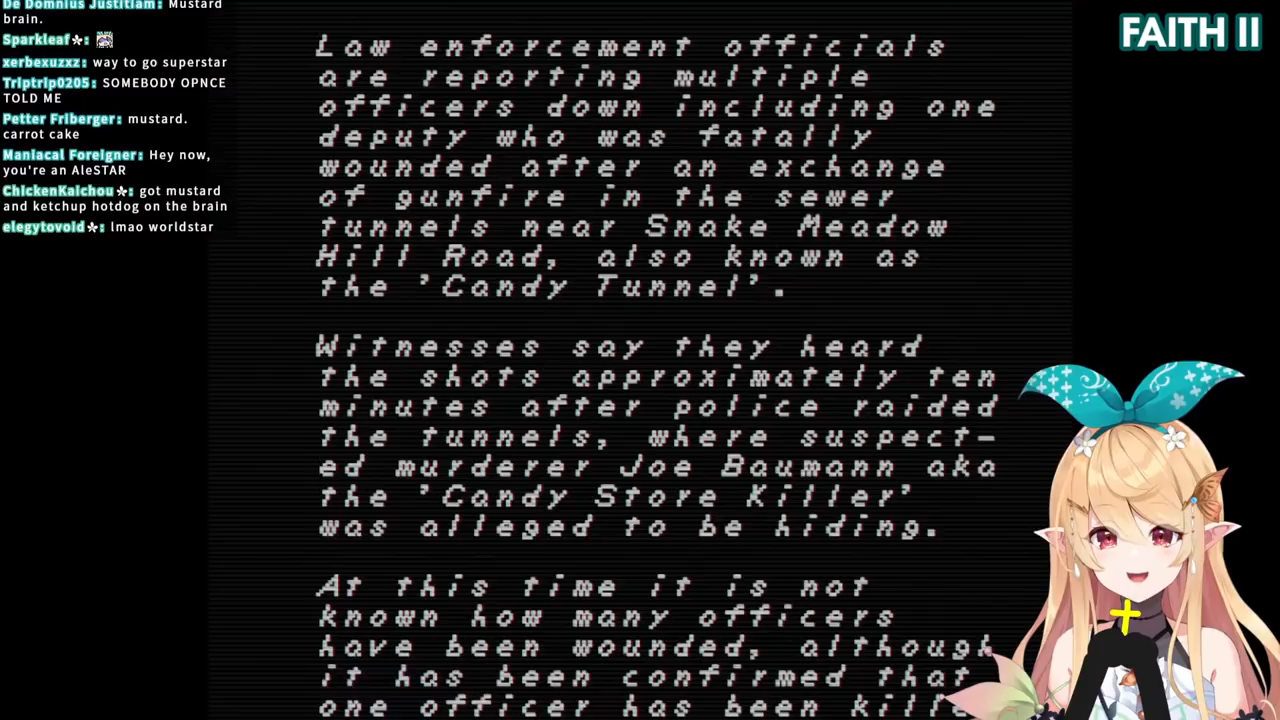 De Domnius Justitiam: Mustard
brain.
Sparkleaf:
xerbexuzxz: way to go superstar
Triptrip0205: SOMEBODY OPNCE
TOLD ME
Petter Friberger: mustard.
carrot cake
Maniacal Foreigner: Hey now,
you're an AleSTAR
ChickenKaichou: got mustard
and ketchup hotdog on the brain
elegytovoid: lmao worldstar
FAITH II
Law enforcement officials
are reporting multiple
officers down including one
deputy who was fatally
wounded after an exchange
of gunfire in the sewer
tunnels near Snake Meadow
Hill Road, also known as
the 'Candy Tunnel'.
Witnesses say they heard
the shots approximately ten
minutes after police raided
the tunnels, where suspect-
ed murderer Joe Baumann aka
the 'Candy Store Killer'
was alleged to be hiding.
At this time it is not
known how many officers
have been wounded, although
it has been confirmed that
one officer has been kille